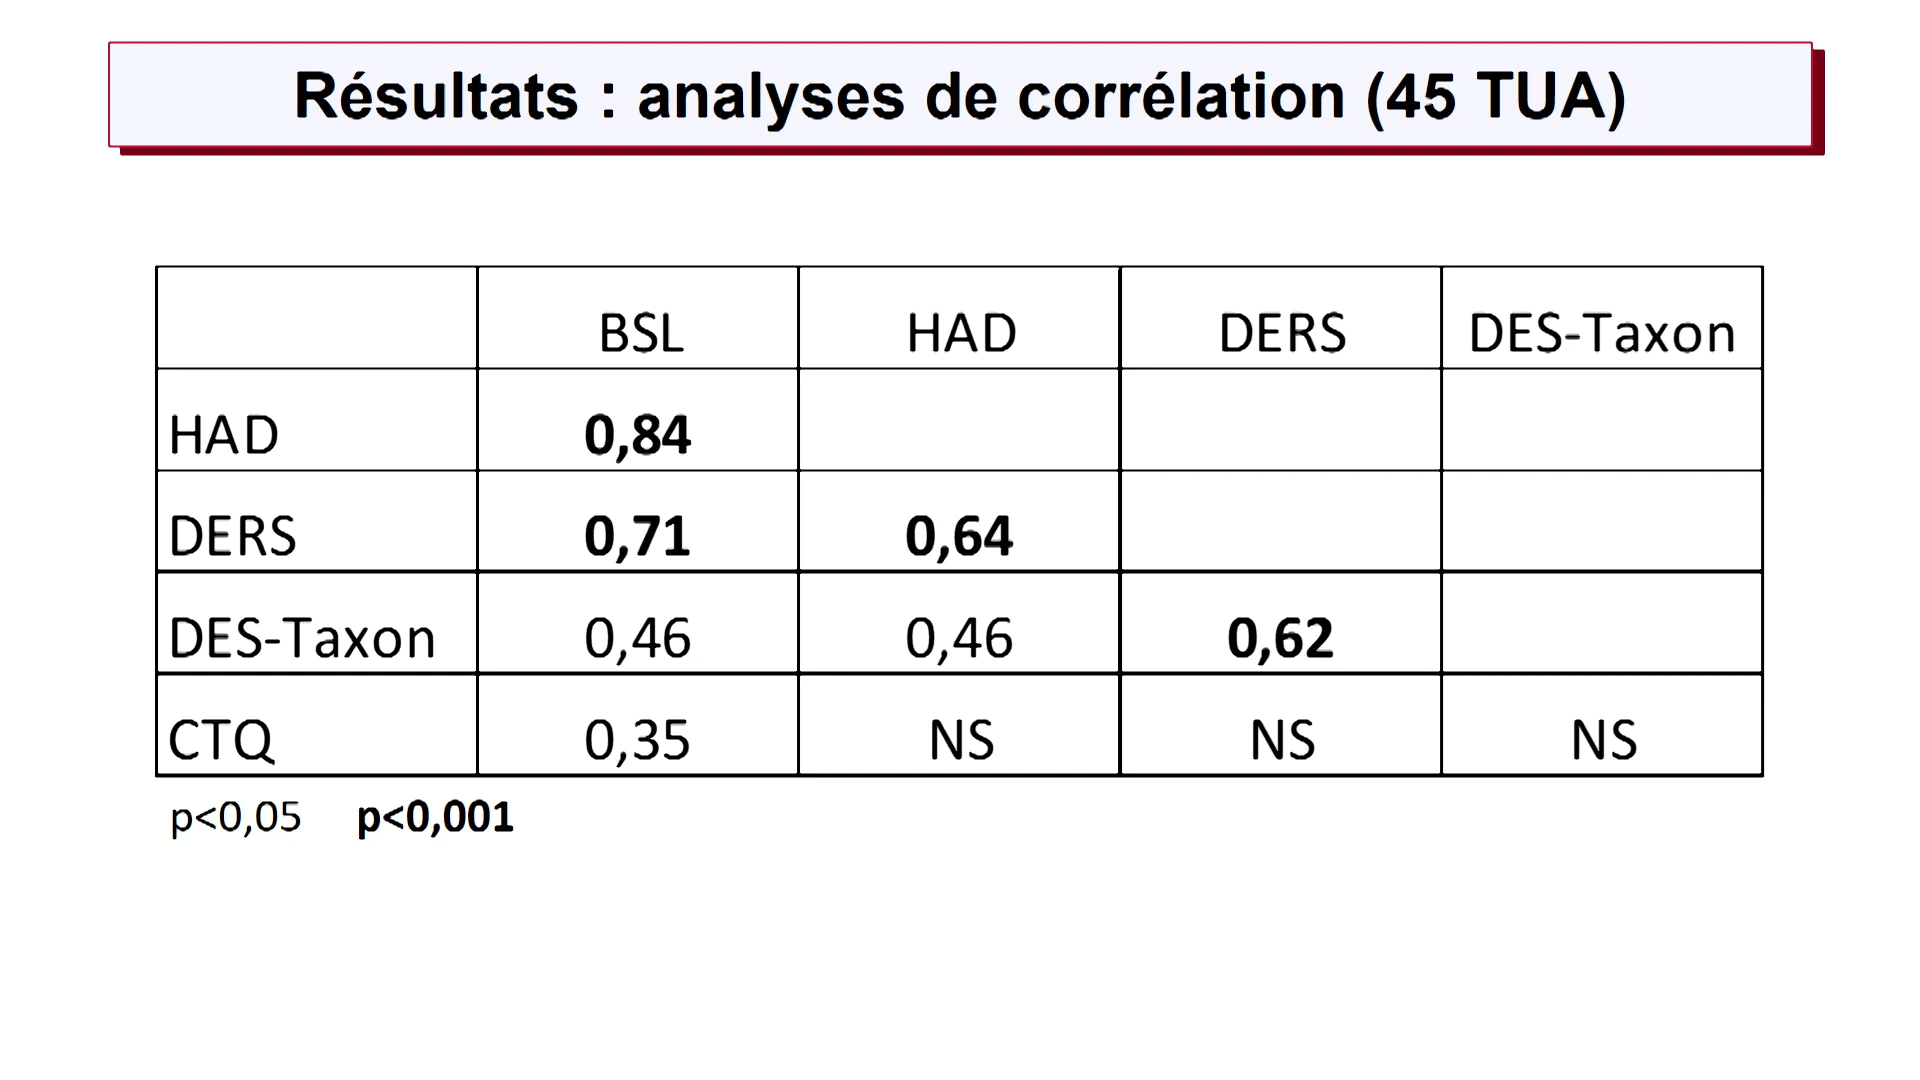 Résultats : analyses de corrélation (45 TUA)
BSL HAD DERS DES-Taxon
HAD 0,84
DERS 0,71 0,64
DES-Taxon 0,46 0,46 0,62
CTQ 0,35 NS NS NS
p<0,05 p<0,001